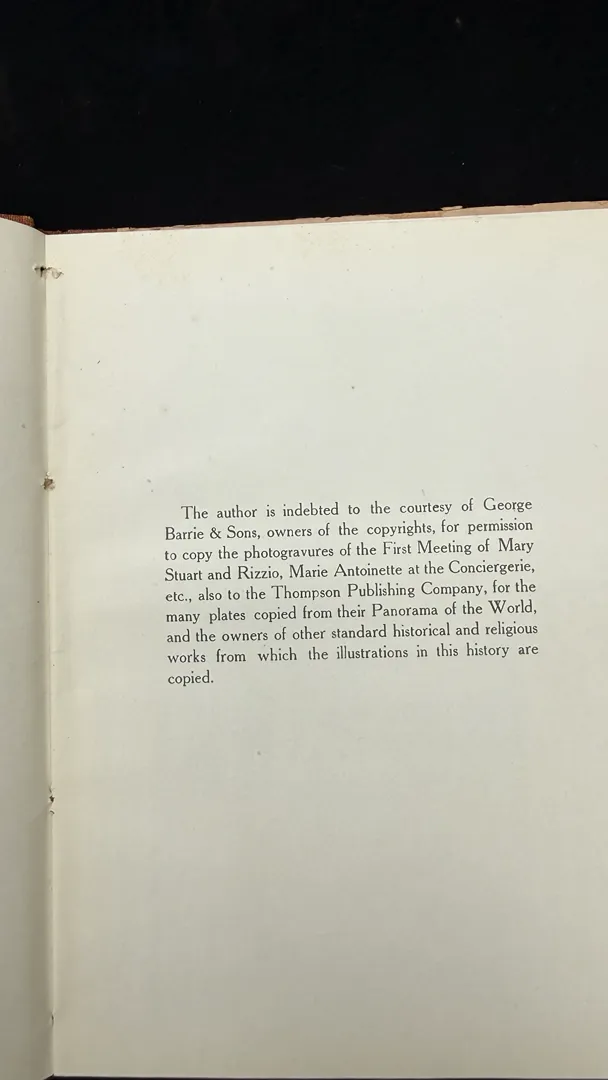 The author is indebted to the courtesy of George
Barrie & Sons, owners of the copyrights, for permission
to copy the photogravures of the First Meeting of Mary
Stuart and Rizzio, Marie Antoinette at the Conciergerie,
etc., also to the Thompson Publishing Company, for the
many plates copied from their Panorama of the World,
and the owners of other standard historical and religious
works from which the illustrations in this history are
copied.